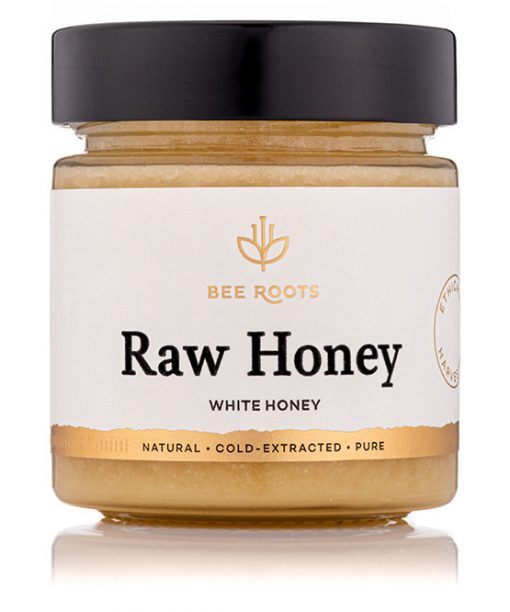 BEE ROOTS
Raw Honey
WHITE HONEY
NATURAL • COLD-EXTRACTED • PURE